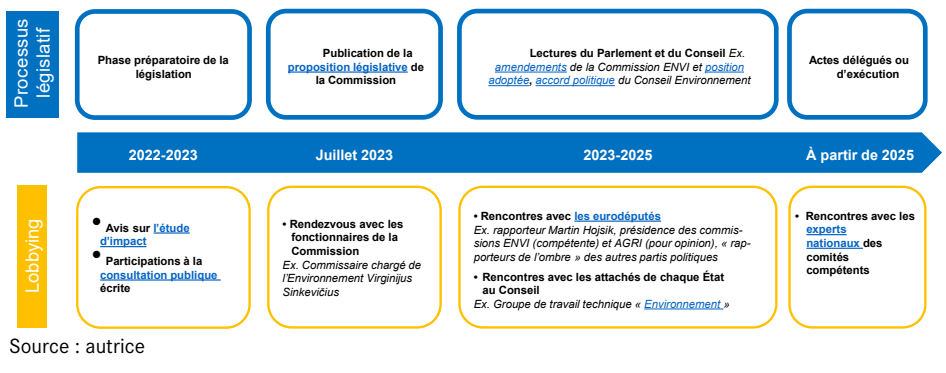 Processus
législatif
Phase préparatoire de la
législation
Publication de la
proposition législative de
la Commission
Lectures du Parlement et du Conseil Ex.
amendements de la Commission ENVI et position
adoptée, accord politique du Conseil Environnement
Actes délégués ou
d'exécution
2022-2023
Juillet 2023
2023-2025
À partir de 2025
Lobbying
• Avis sur l'étude
d'impact
• Participations à la
consultation publique
écrite
• Rendezvous avec les
fonctionnaires de la
Commission
Ex. Commissaire chargé de
l'Environnement Virginijus
Sinkevičius
• Rencontres avec les eurodéputés
Ex. rapporteur Martin Hojsik, présidence des commis-
sions ENVI (compétente) et AGRI (pour opinion), « rap-
porteurs de l'ombre » des autres partis politiques
• Rencontres avec les attachés de chaque État
au Conseil
Ex. Groupe de travail technique « Environnement »
• Rencontres avec les
experts
nationaux des
comités
compétents
Source : autrice